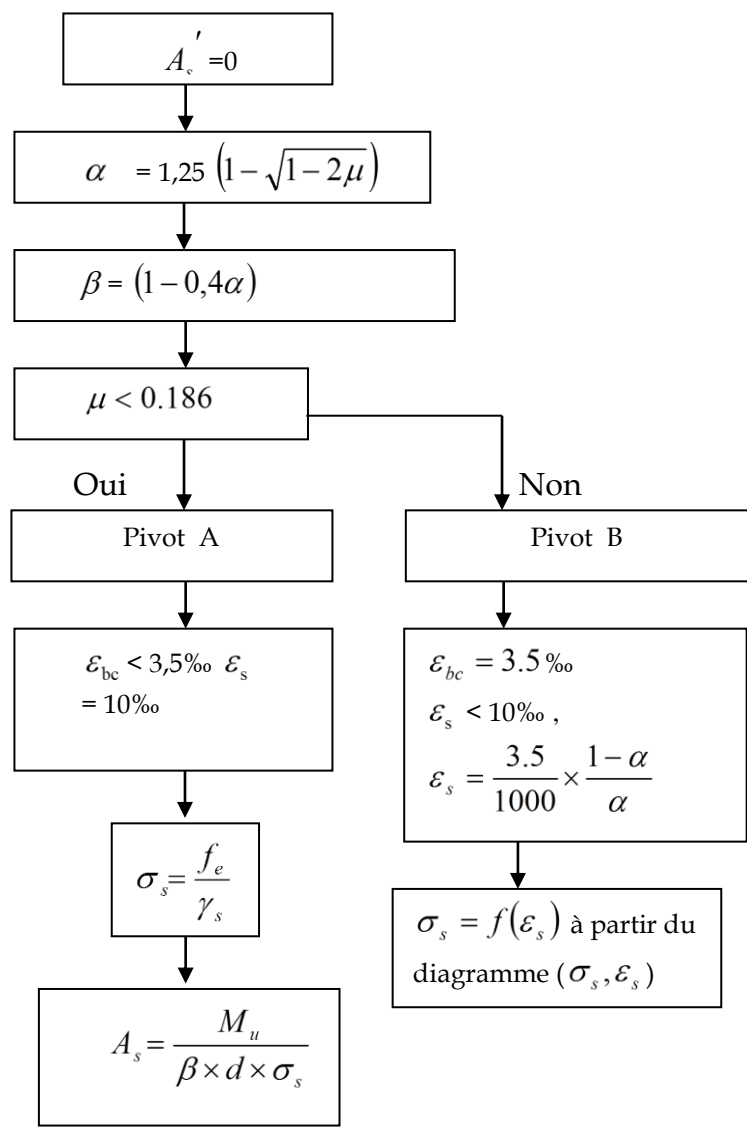 A_s' =0
α = 1,25 (1 − √(1 − 2μ))
β = (1 − 0,4α)
μ < 0.186
Oui
Non
Pivot A
Pivot B
ε_bc < 3,5‰ ε_s
= 10‰
ε_bc = 3.5 ‰
ε_s < 10‰ ,
ε_s = 3.5/1000 × (1 − α)/α
σ_s = f_e/γ_s
σ_s = f(ε_s) à partir du
diagramme (σ_s, ε_s)
A_s = M_u/(β × d × σ_s)